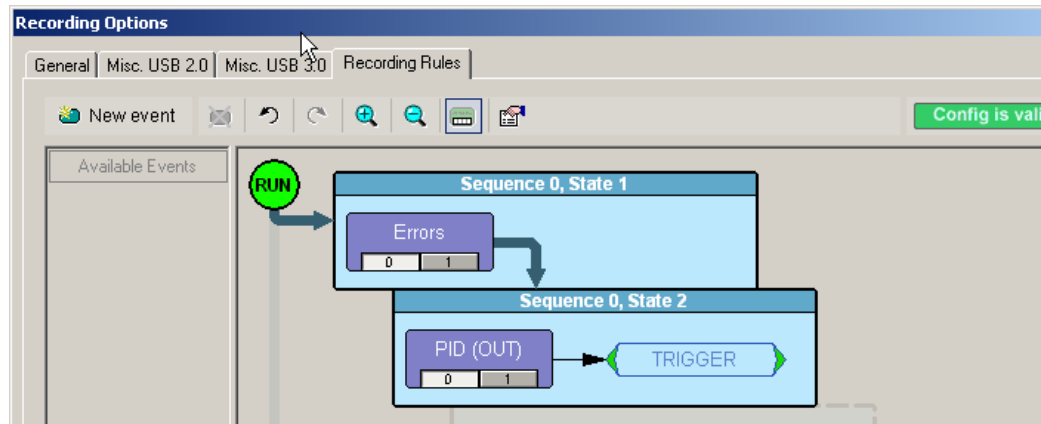 Recording Options
General Misc. USB 2.0 Misc. USB 3.0 Recording Rules
New event Config is vali
Available Events
RUN
Sequence 0, State 1
Errors
0 1
Sequence 0, State 2
PID (OUT) TRIGGER
0 1